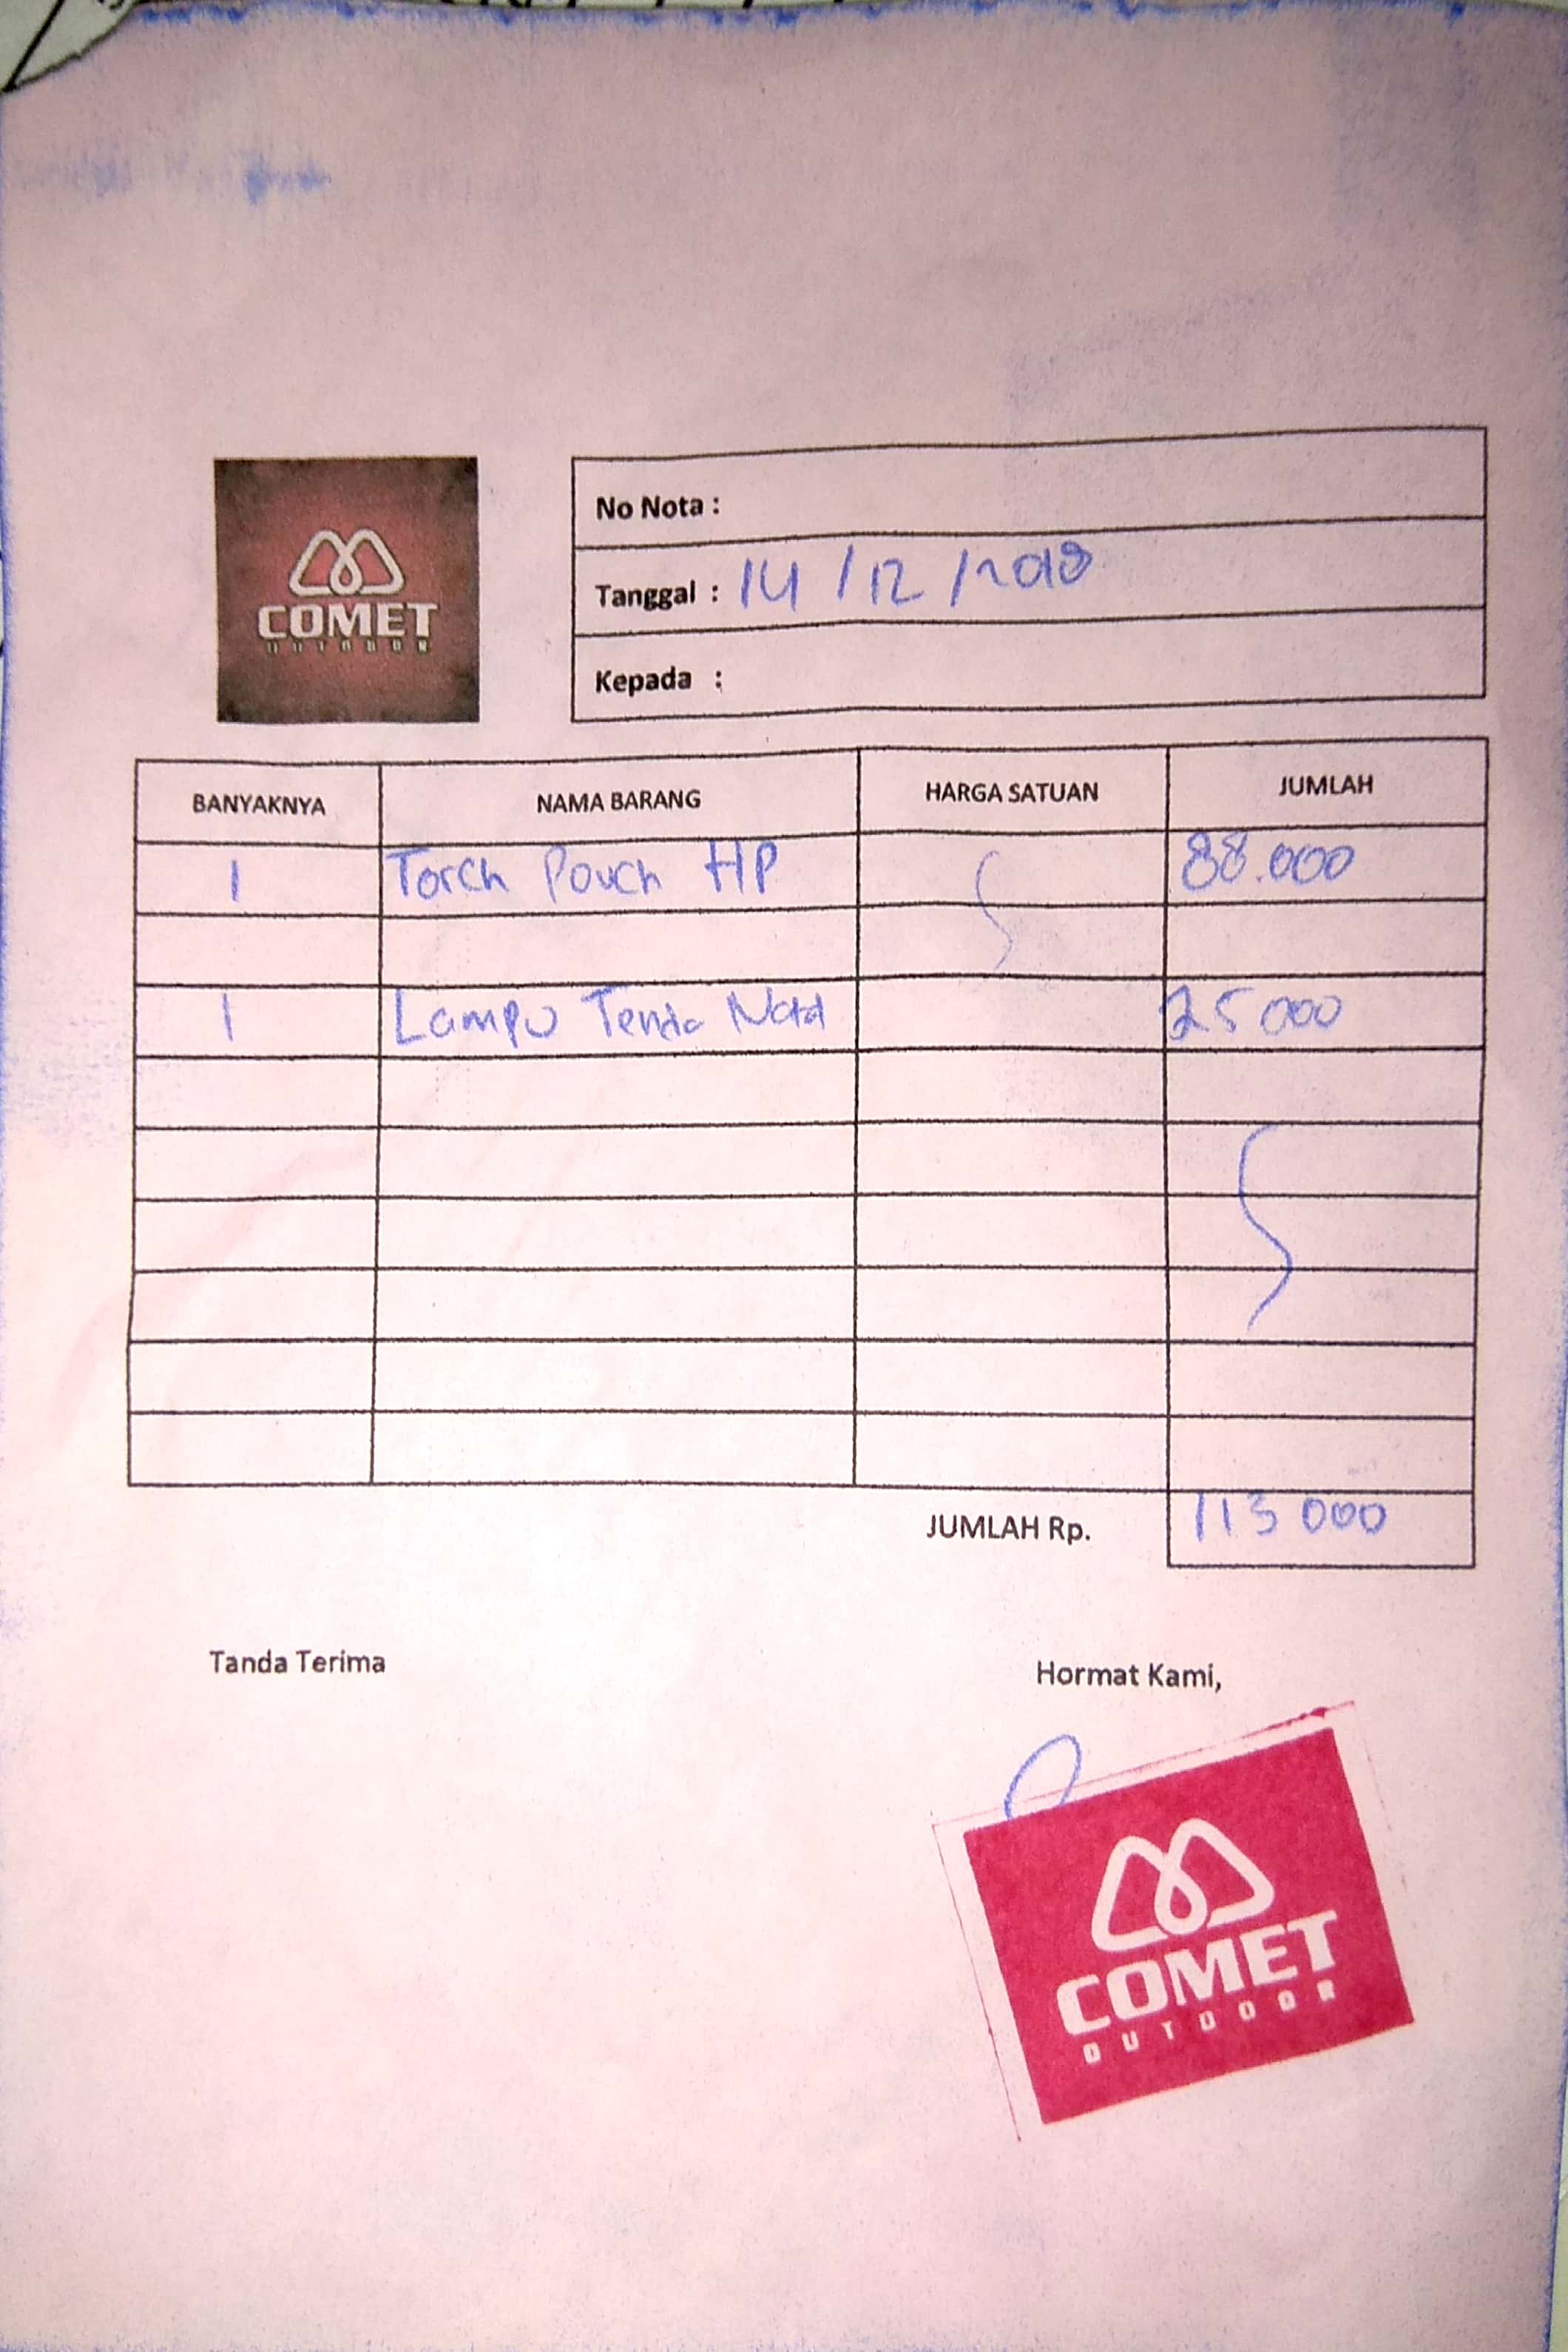 COMET
OUTDOOR
No Nota :
Tanggal : 14/12/2018
Kepada :
BANYAKNYA NAMA BARANG HARGA SATUAN JUMLAH
1 Torch Pouch HP 88.000
1 Lampu Tenda 25 000
JUMLAH Rp. 113 000
Tanda Terima
Hormat Kami,
COMET
OUTDOOR